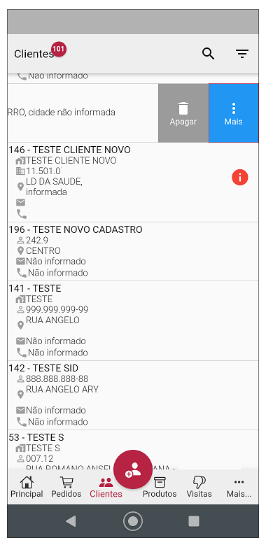 Clientes 101
Não informado
RRO, cidade não informada
Apagar
Mais
146 - TESTE CLIENTE NOVO
TESTE CLIENTE NOVO
11.501.0
LD DA SAUDE,
informada
196 - TESTE NOVO CADASTRO
242.9
CENTRO
Não informado
Não informado
141 - TESTE
TESTE
999.999.999-99
RUA ANGELO
Não informado
Não informado
142 - TESTE SID
888.888.888-88
RUA ANGELO ARY
Não informado
Não informado
53 - TESTE S
TESTE S
007.12
Principal
Pedidos
Clientes
Produtos
Visitas
Mais...